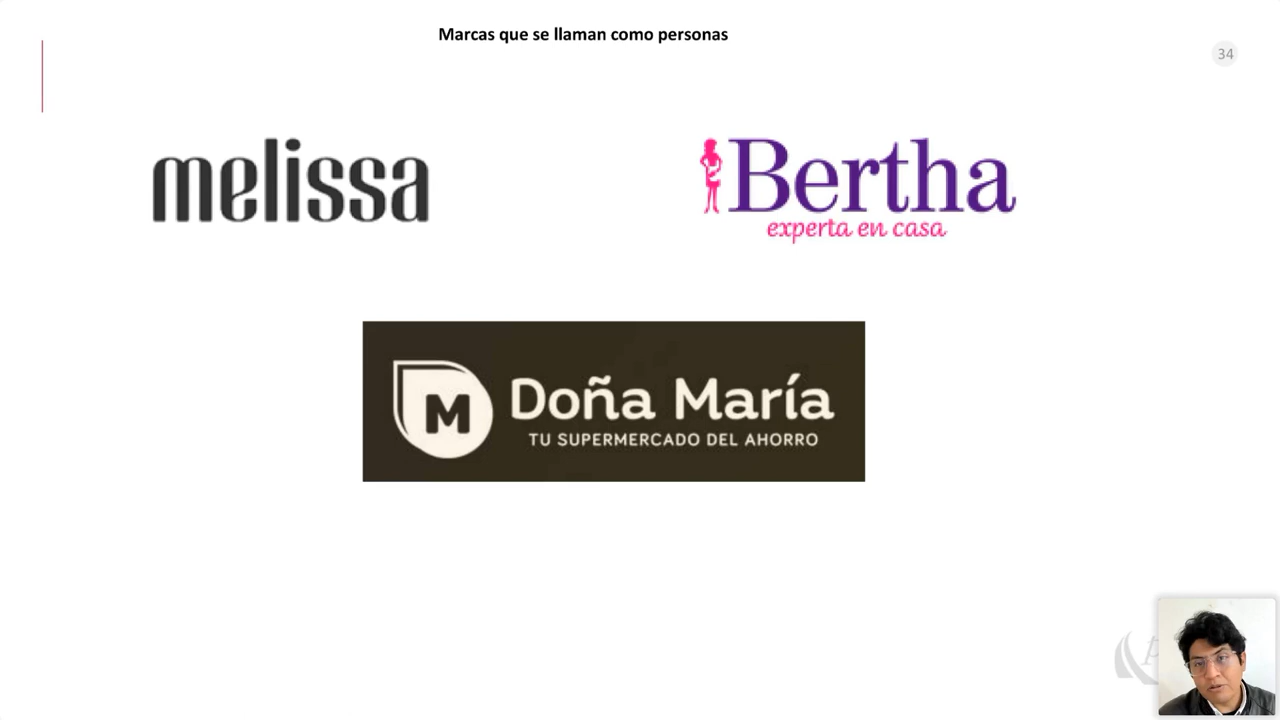 Marcas que se llaman como personas
34
melissa
Bertha
experta en casa
M
Doña María
TU SUPERMERCADO DEL AHORRO